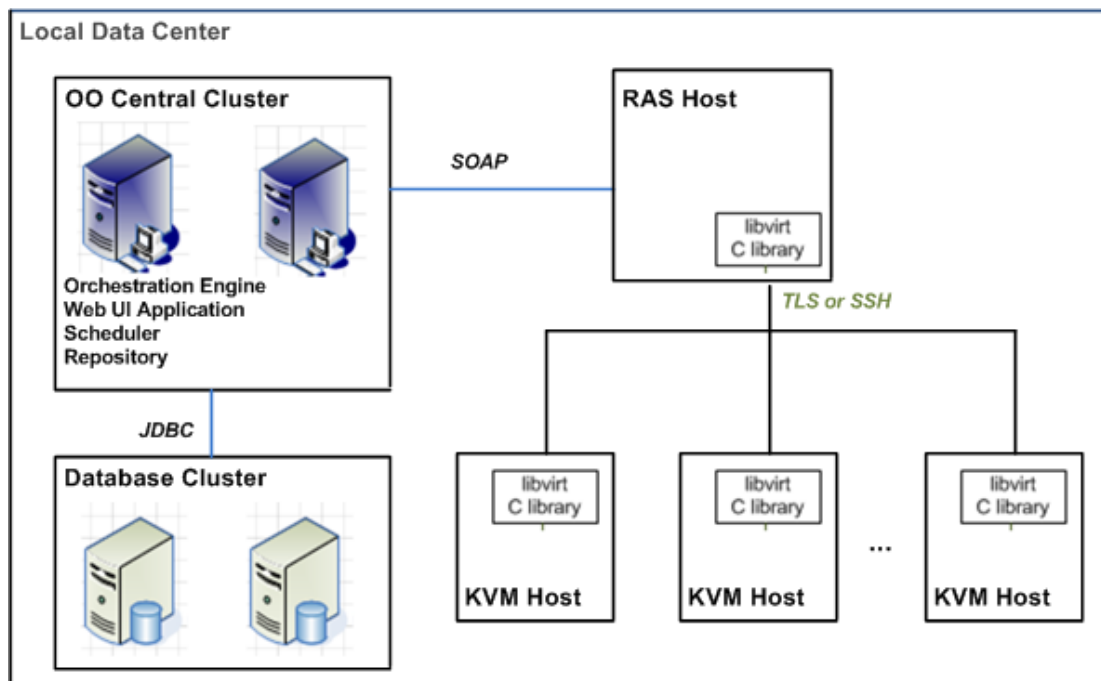 Local Data Center
OO Central Cluster
Orchestration Engine
Web UI Application
Scheduler
Repository
SOAP
RAS Host
libvirt
C library
TLS or SSH
JDBC
Database Cluster
libvirt
C library
KVM Host
libvirt
C library
KVM Host
...
libvirt
C library
KVM Host